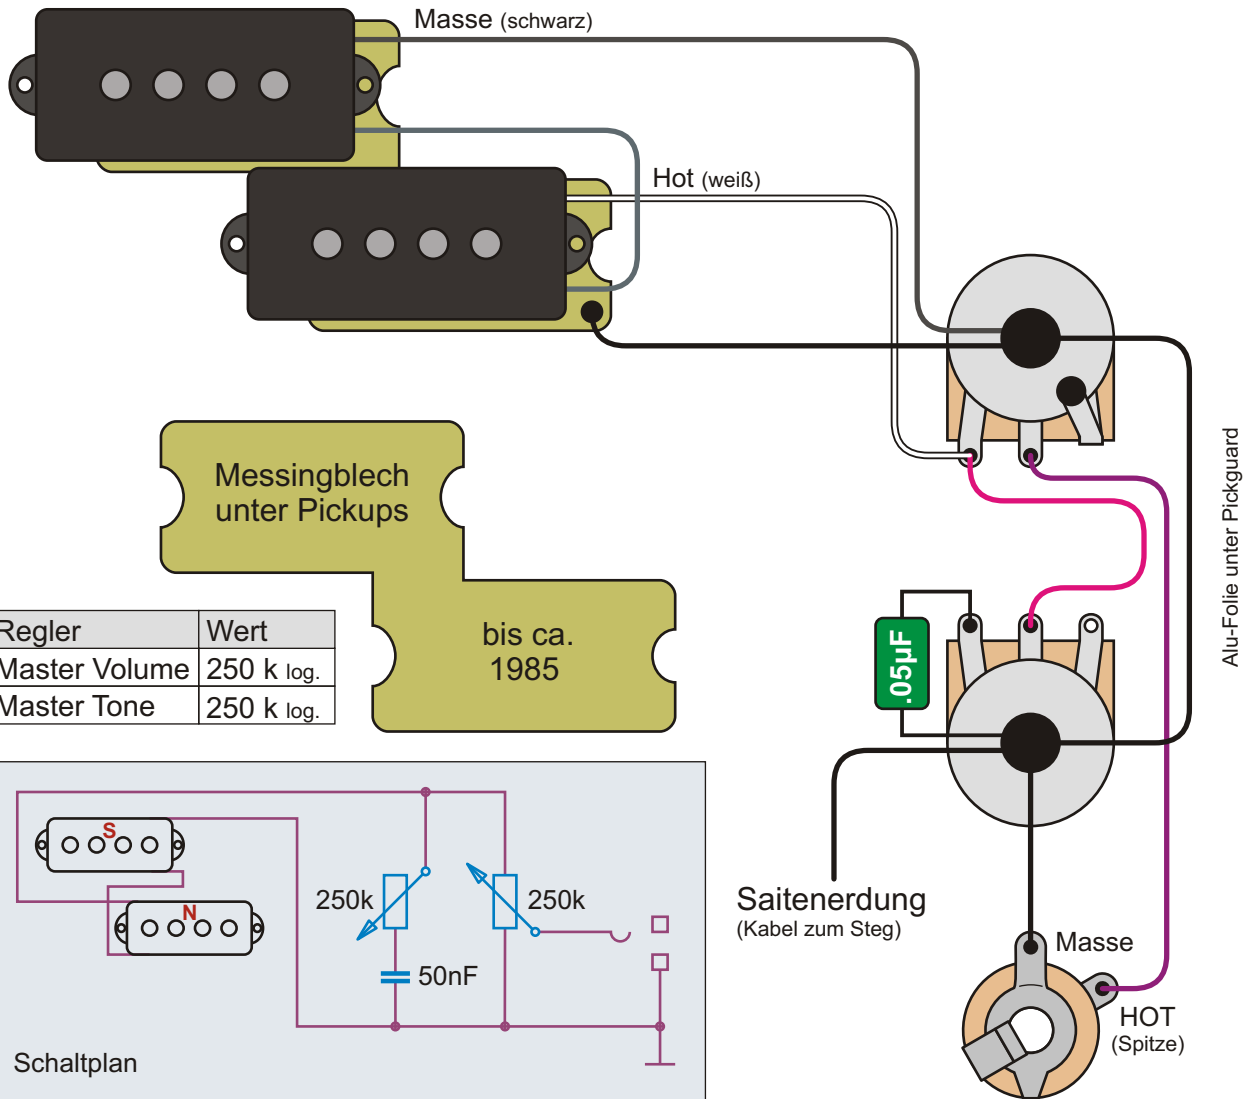 Masse (schwarz)
Hot (weiß)
Messingblech
unter Pickups
bis ca.
1985
Alu-Folie unter Pickguard
Regler Wert
Master Volume 250 k log.
Master Tone 250 k log.
.05µF
Saitenerdung
(Kabel zum Steg)
Masse
HOT
(Spitze)
S
N
250k
250k
50nF
Schaltplan